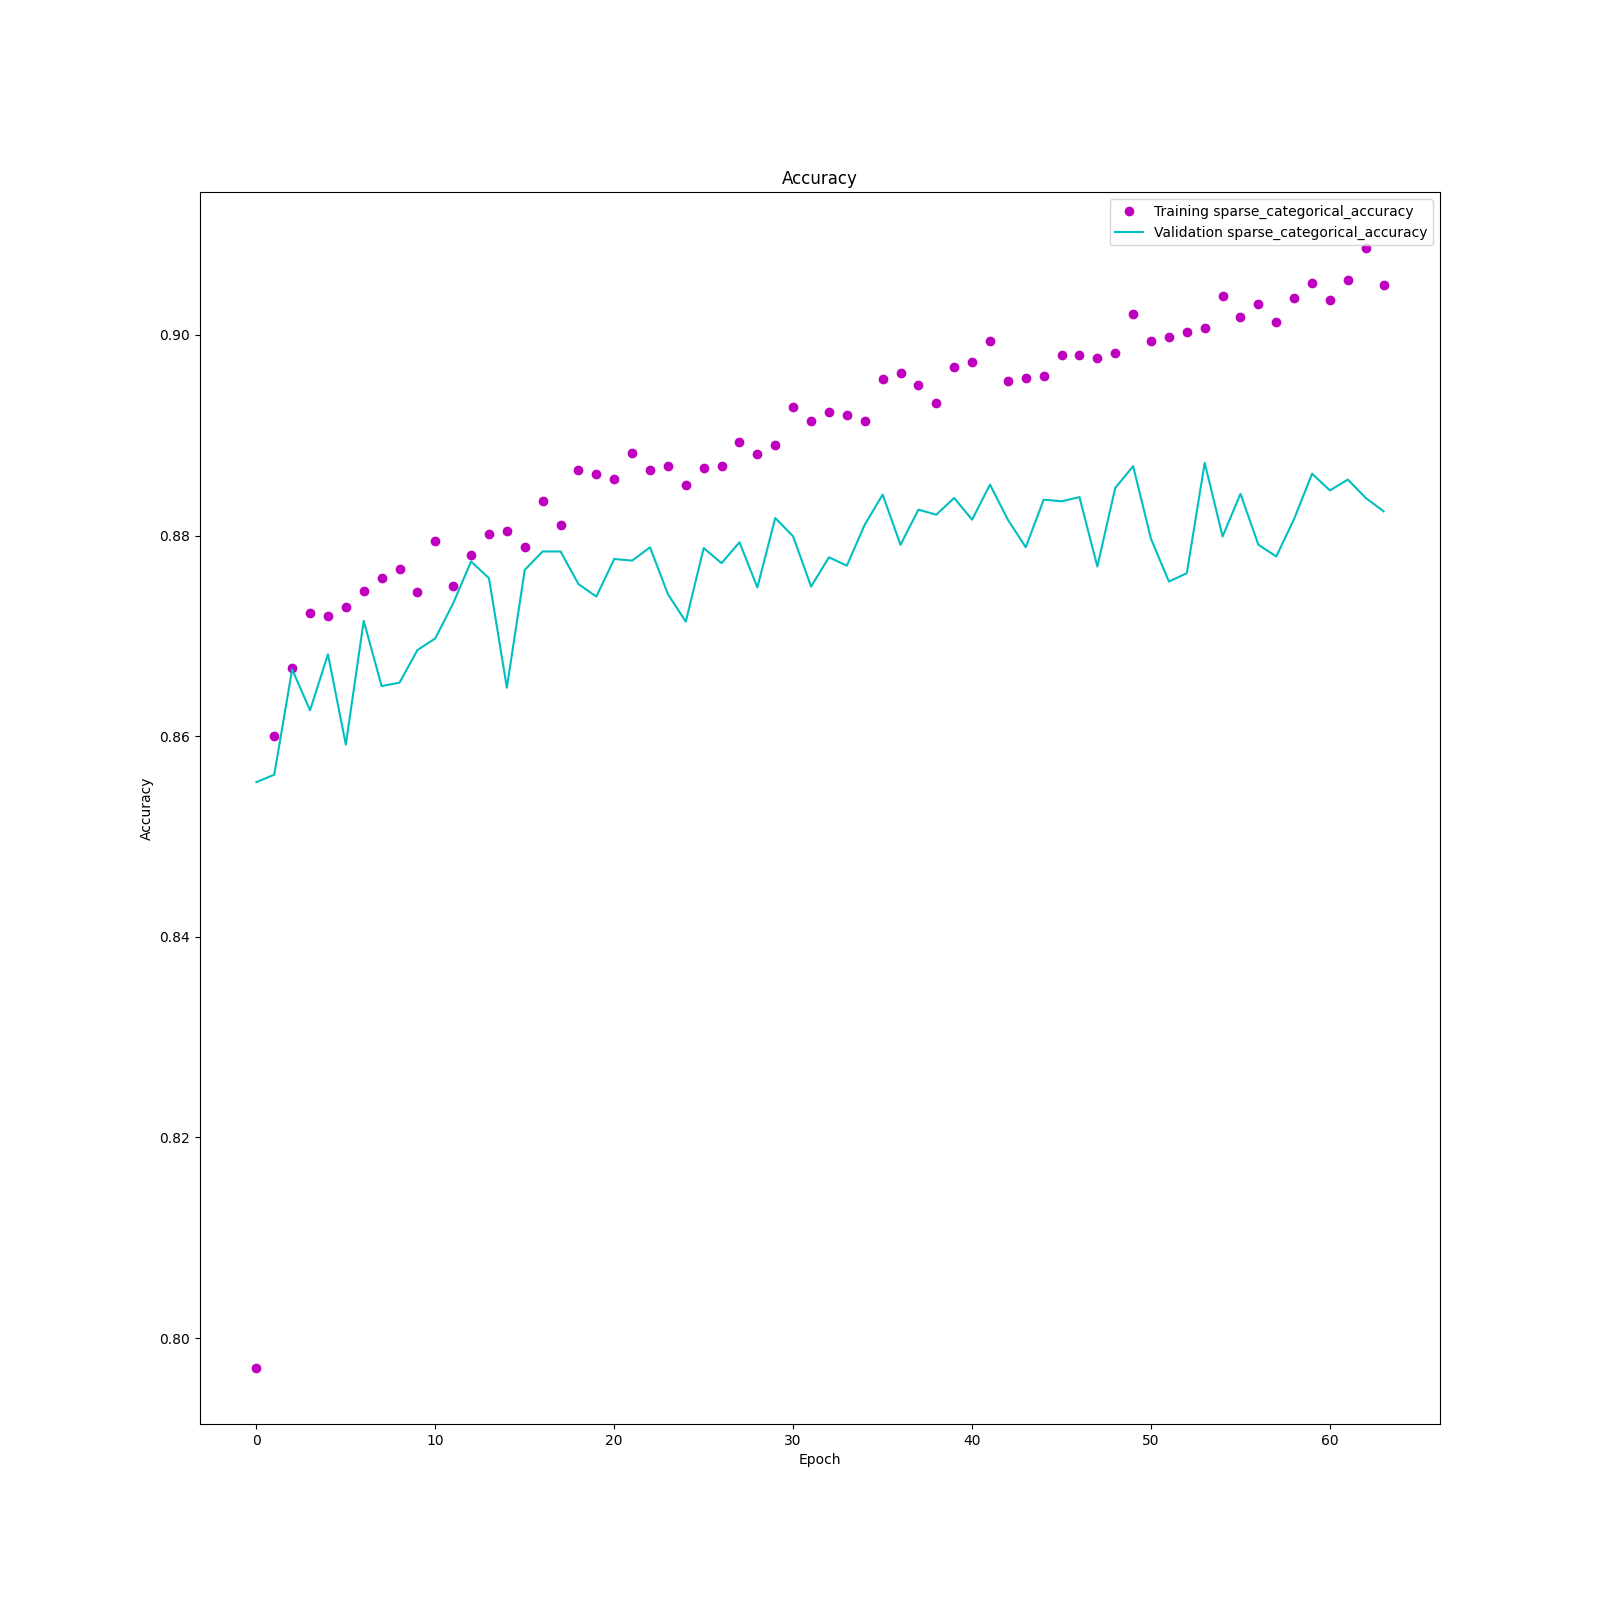 Accuracy
Training sparse_categorical_accuracy
Validation sparse_categorical_accuracy
0.90
0.88
0.86
0.84
0.82
0.80
Accuracy
0 10 20 30 40 50 60
Epoch